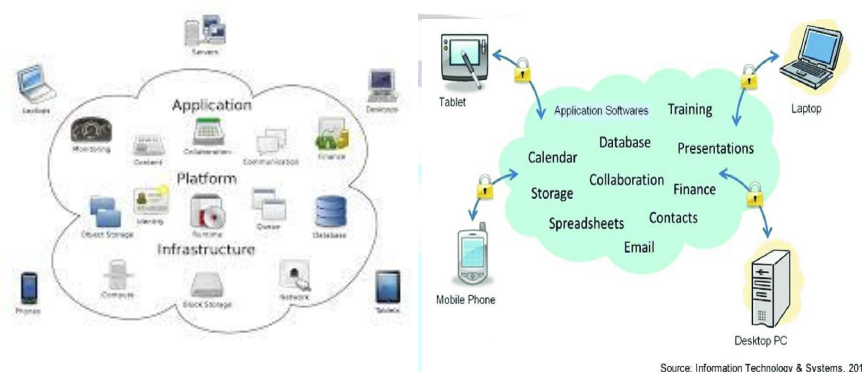 Servers
Laptops
Desktops
Application
Monitoring
Content
Collaboration
Communication
Finance
Platform
Object Storage
Identity
Runtime
Queue
Database
Infrastructure
Compute
Block Storage
Network
Phones
Tablets
Tablet
Laptop
Application Softwares
Training
Database
Presentations
Calendar
Collaboration
Storage
Finance
Spreadsheets
Contacts
Email
Mobile Phone
Desktop PC
Source: Information Technology & Systems, 201